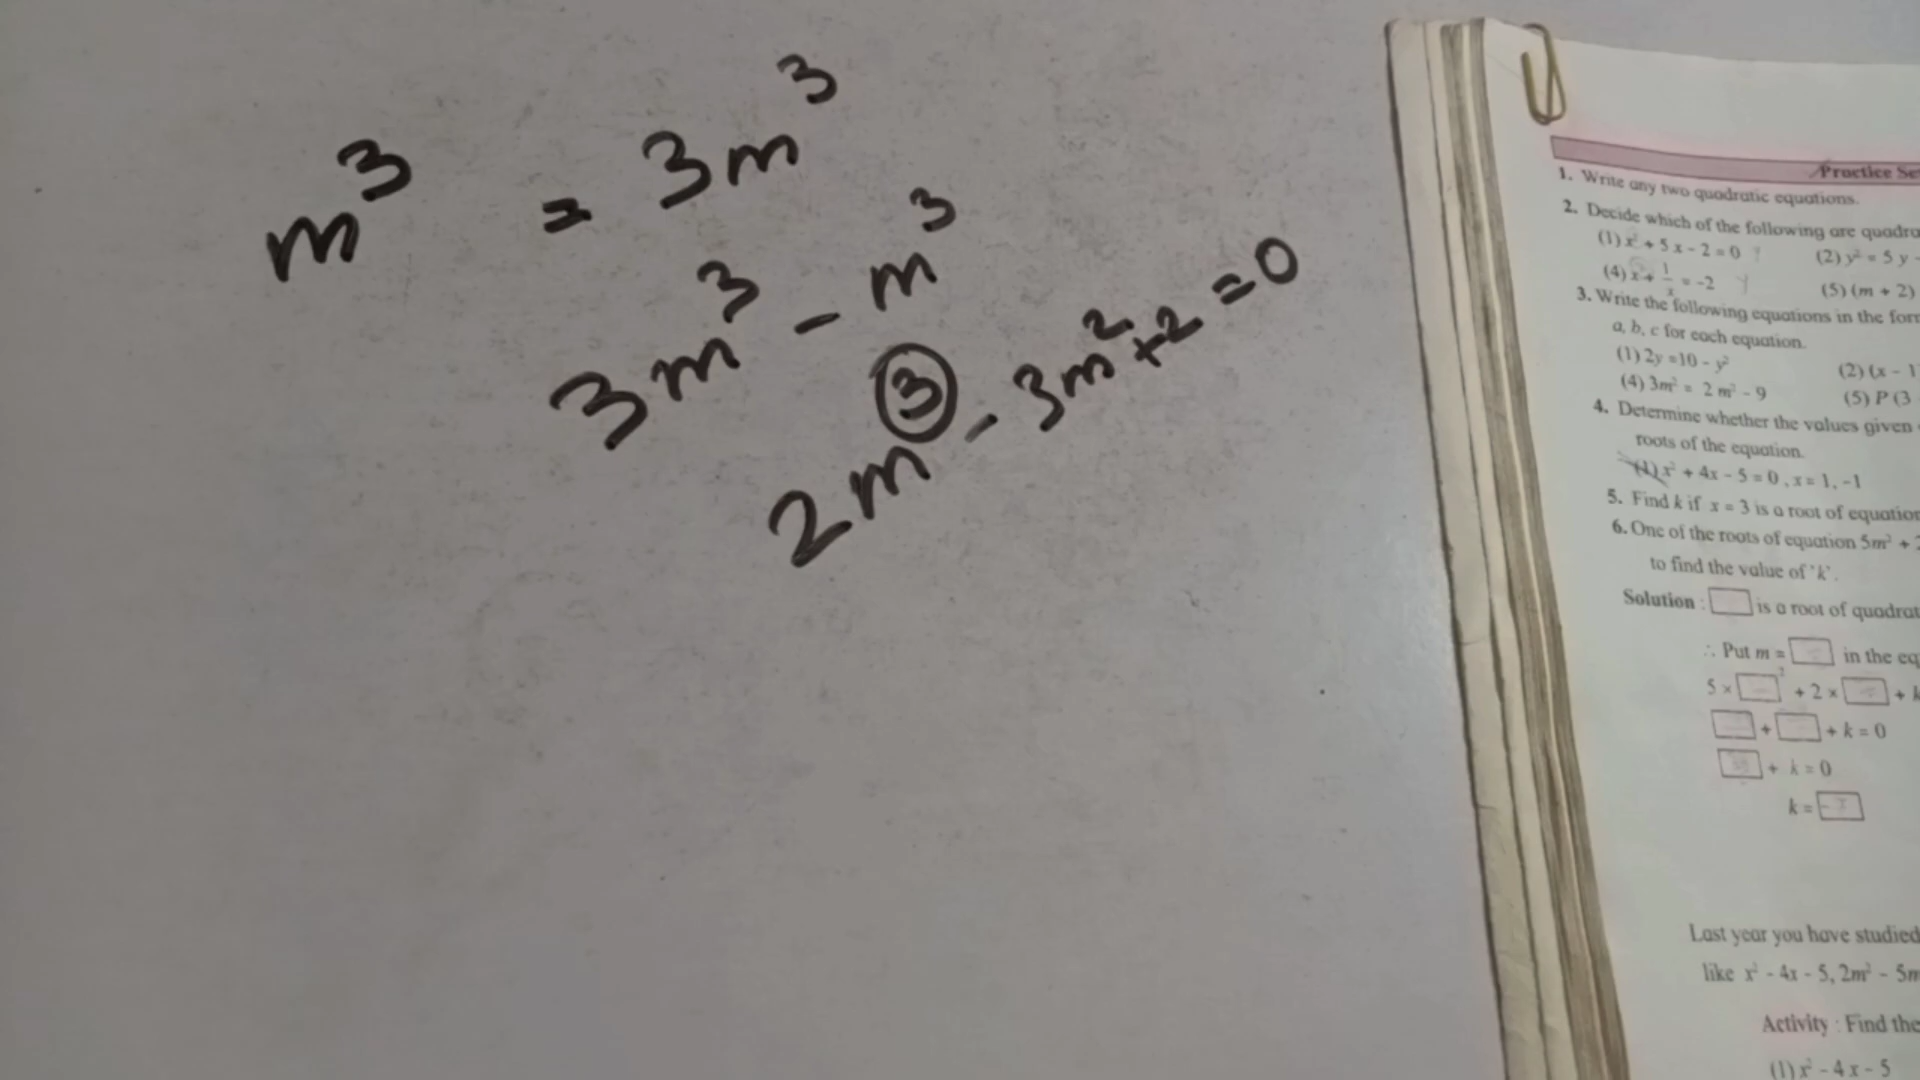 m³ = 3m³
3m³ - m³
2m³ - 3m² + 2 = 0
Practice Se
1. Write any two quadratic equations.
2. Decide which of the following are quadra
(1) x² + 5x - 2 = 0 (2) y² = 5y -
(4) x + 1/x = -2 (5) (m + 2)
3. Write the following equations in the for
a, b, c for each equation.
(1) 2y = 10 - y² (2) (x - 1
(4) 3m² = 2m² - 9 (5) P (3
4. Determine whether the values given
roots of the equation.
(1) x² + 4x - 5 = 0, x = 1, -1
5. Find k if x = 3 is a root of equation
6. One of the roots of equation 5m² + 2
to find the value of 'k'.
Solution : is a root of quadrat
∴ Put m = in the eq
5 × ² + 2 × + k
+ + k = 0
+ k = 0
k =
Last year you have studied
like x² - 4x - 5, 2m² - 5m
Activity : Find the
(1) x² - 4x - 5